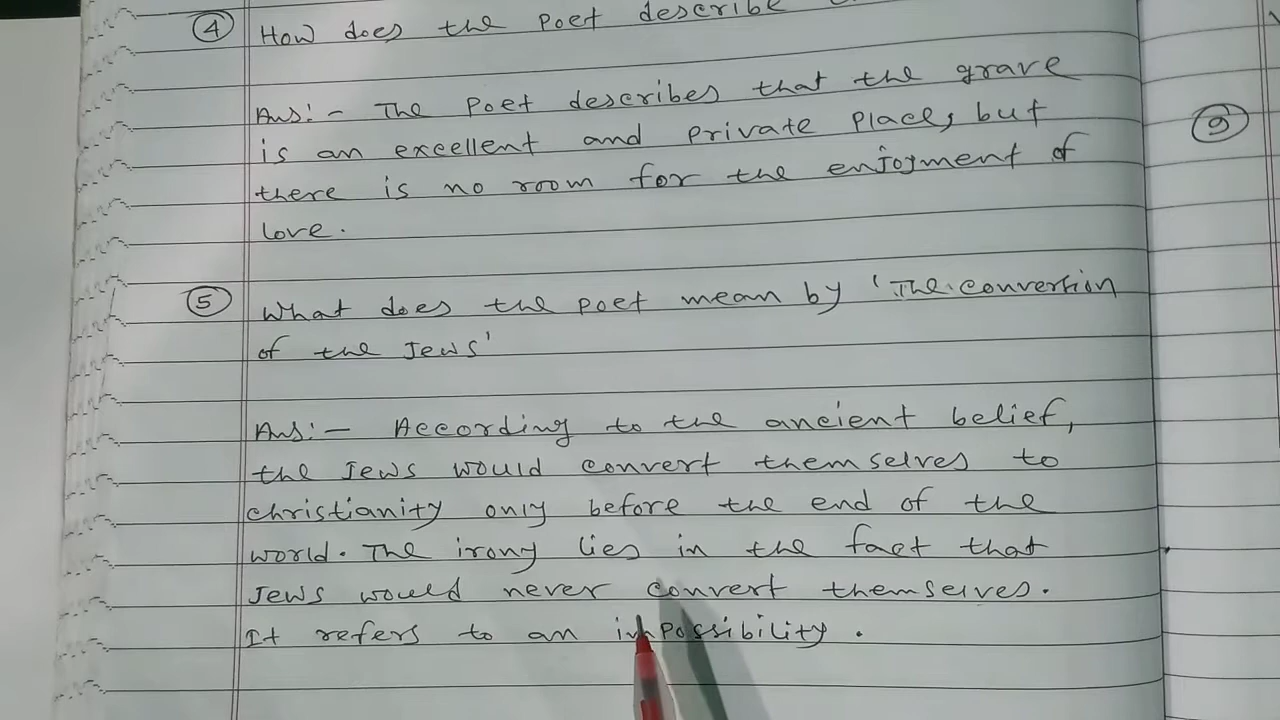 ④ How does the Poet describe
Ans:- The Poet describes that the grave
is an excellent and private place, but
there is no room for the enjoyment of
love.
⑤ What does the poet mean by 'The convertion
of the Jews'
Ans:- According to the ancient belief,
the Jews would convert themselves to
christianity only before the end of the
world. The irony lies in the fact that
Jews would never convert themselves.
It refers to an impossibility.
⑨